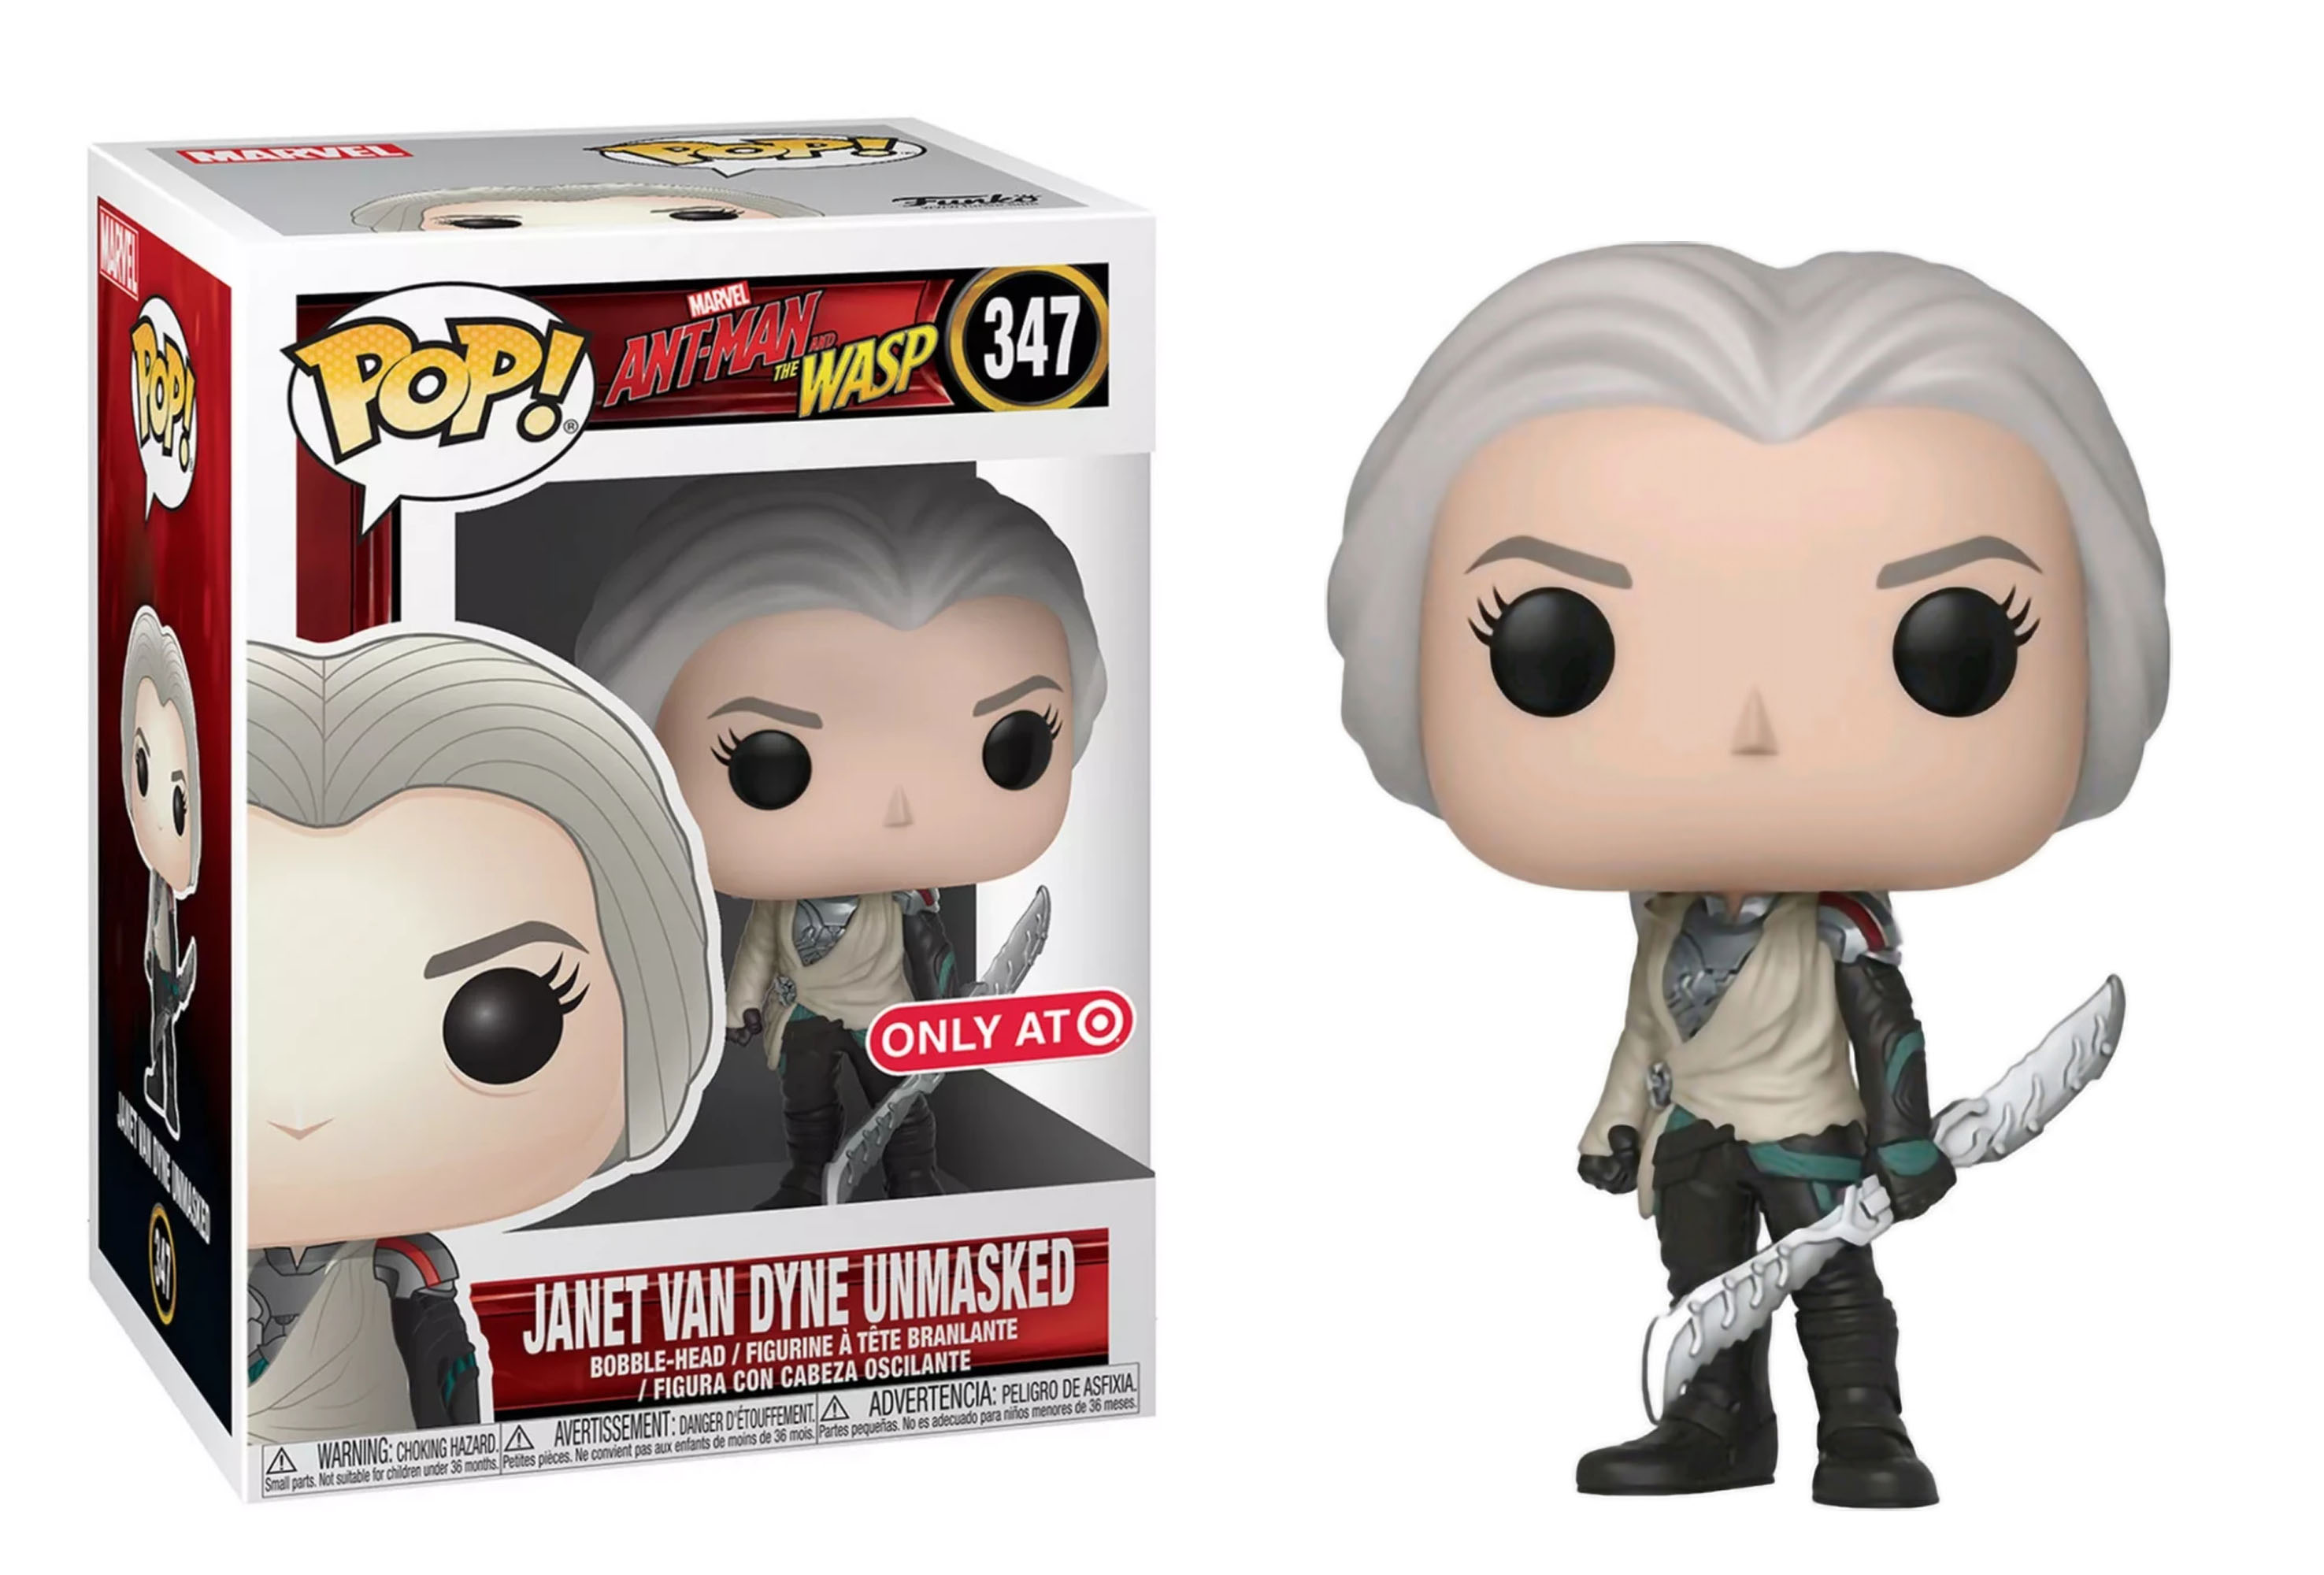 MARVEL
POP!
Funko
MARVEL
POP!
JANET VAN DYNE UNMASKED
347
POP!®
MARVEL
ANT-MAN AND
THE WASP
347
ONLY AT
JANET VAN DYNE UNMASKED
BOBBLE-HEAD / FIGURINE À TÊTE BRANLANTE
/ FIGURA CON CABEZA OSCILANTE
WARNING: CHOKING HAZARD.
Small parts. Not suitable for children under 36 months.
AVERTISSEMENT: DANGER D'ÉTOUFFEMENT.
Petites pièces. Ne convient pas aux enfants de moins de 36 mois.
ADVERTENCIA: PELIGRO DE ASFIXIA.
Partes pequeñas. No es adecuado para niños menores de 36 meses.